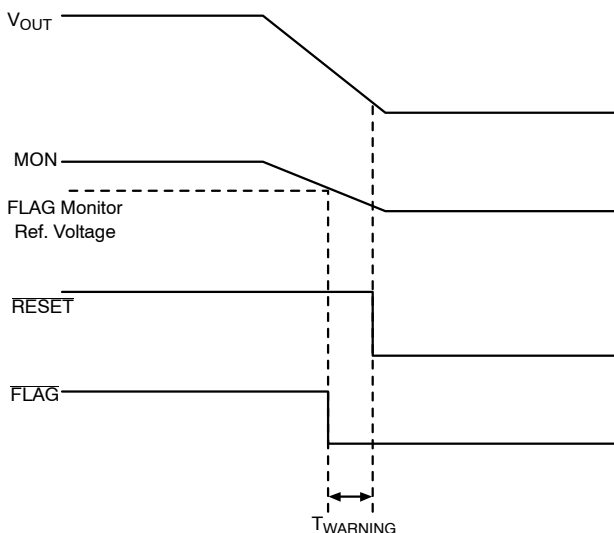 VOUT
MON
FLAG Monitor
Ref. Voltage
RESET
FLAG
TWARNING